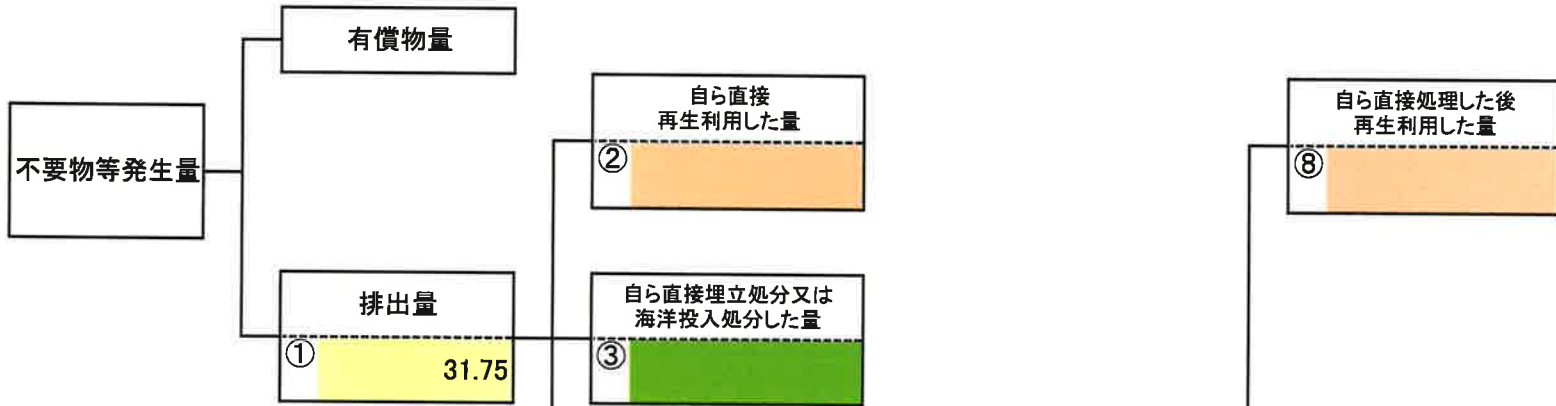 有償物量
不要物等発生量
自ら直接
再生利用した量
②
自ら直接処理した後
再生利用した量
⑧
排出量
①
31.75
自ら直接埋立処分又は
海洋投入処分した量
③